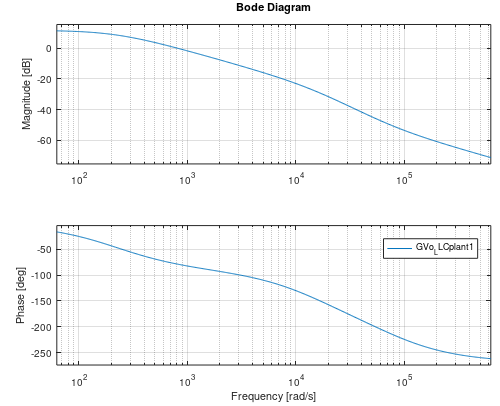 Bode Diagram
0
-20
-40
-60
Magnitude [dB]
10^2 10^3 10^4 10^5
GVo_LLCplant1
-50
-100
-150
-200
-250
Phase [deg]
10^2 10^3 10^4 10^5
Frequency [rad/s]